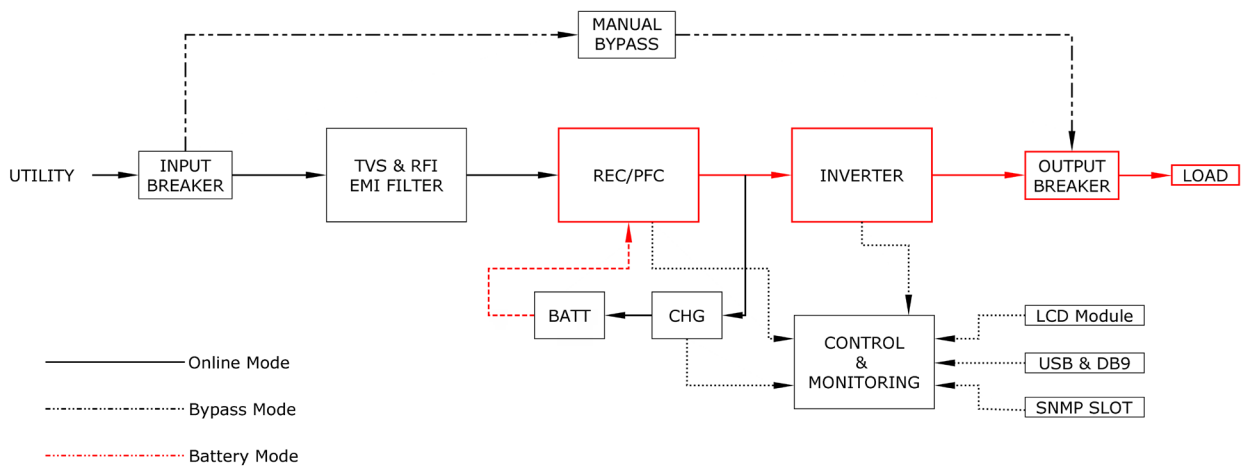 MANUAL
BYPASS
UTILITY
INPUT
BREAKER
TVS & RFI
EMI FILTER
REC/PFC
INVERTER
OUTPUT
BREAKER
LOAD
BATT
CHG
CONTROL
&
MONITORING
LCD Module
USB & DB9
SNMP SLOT
Online Mode
Bypass Mode
Battery Mode